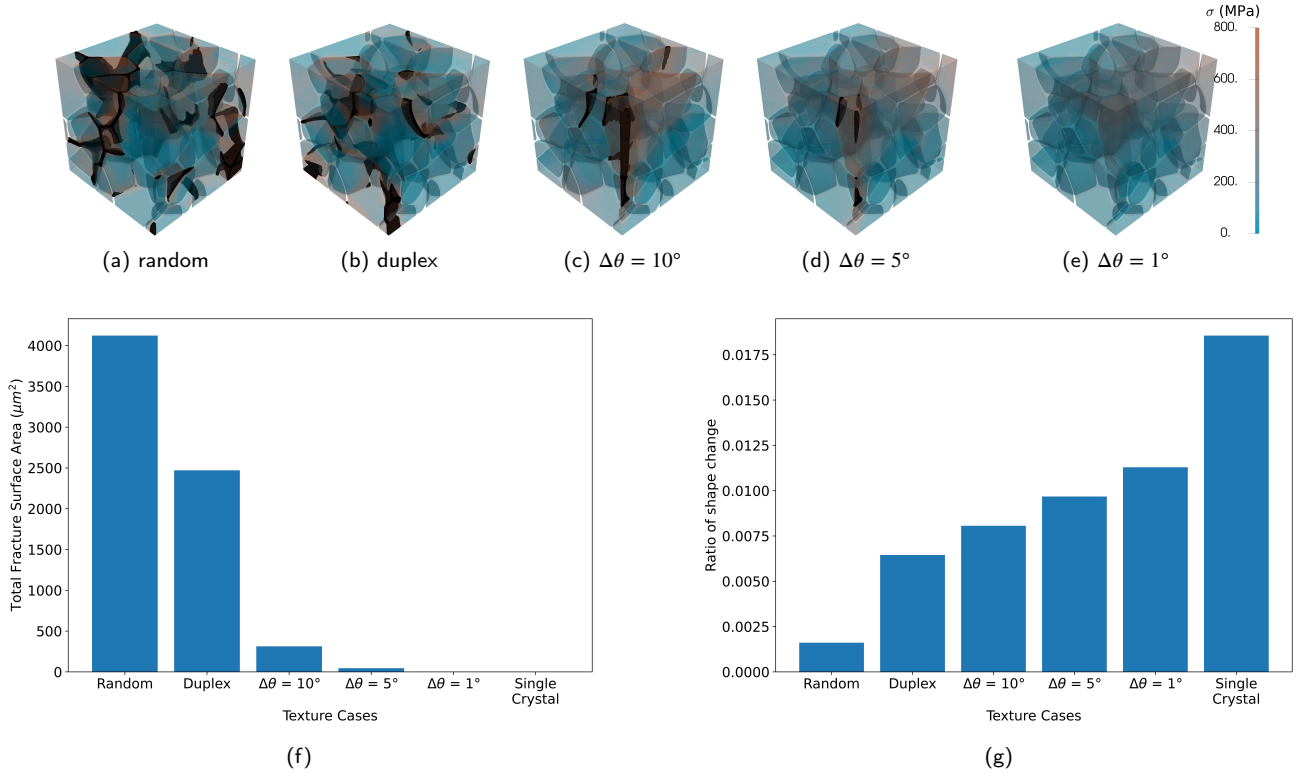 σ (MPa)
800.
600.
400.
200.
0.
(a) random
(b) duplex
(c) Δθ = 10°
(d) Δθ = 5°
(e) Δθ = 1°
Total Fracture Surface Area (μm²)
4000
3500
3000
2500
2000
1500
1000
500
0
Random
Duplex
Δθ = 10°
Δθ = 5°
Δθ = 1°
Single
Crystal
Texture Cases
(f)
Ratio of shape change
0.0175
0.0150
0.0125
0.0100
0.0075
0.0050
0.0025
0.0000
Random
Duplex
Δθ = 10°
Δθ = 5°
Δθ = 1°
Single
Crystal
Texture Cases
(g)